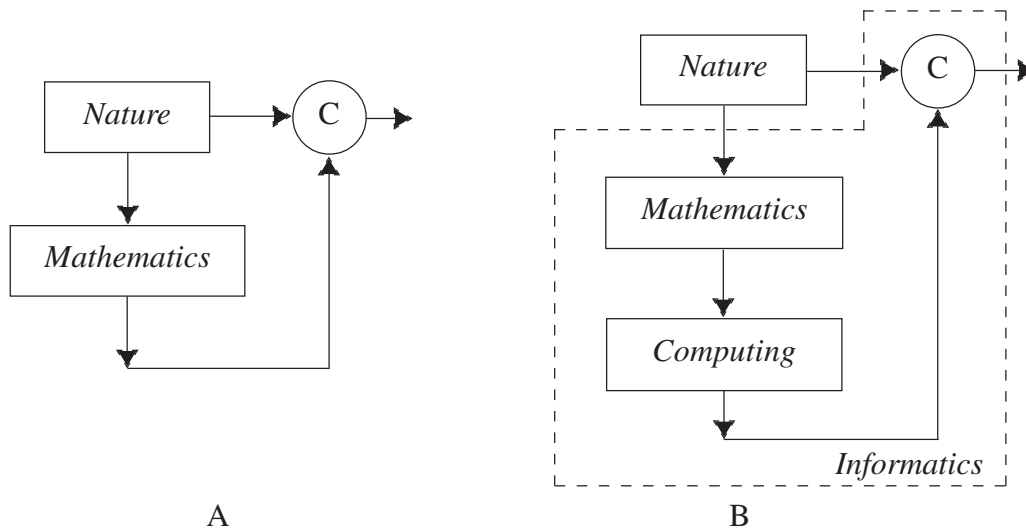 Nature
C
Mathematics
A
Nature
C
Mathematics
Computing
Informatics
B